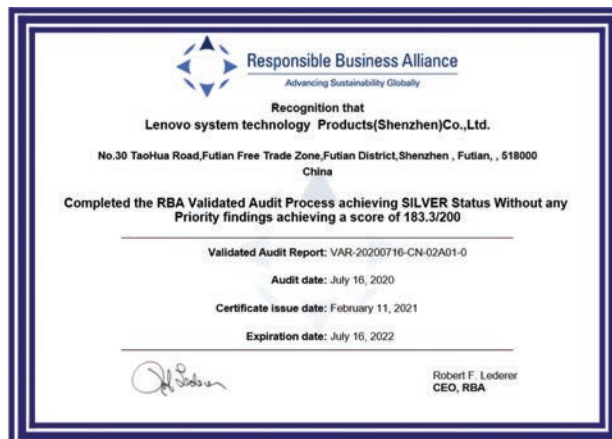 Responsible Business Alliance
Advancing Sustainability Globally
Recognition that
Lenovo system technology Products(Shenzhen)Co.,Ltd.
No.30 TaoHua Road,Futian Free Trade Zone,Futian District,Shenzhen , Futian, , 518000
China
Completed the RBA Validated Audit Process achieving SILVER Status Without any
Priority findings achieving a score of 183.3/200
Validated Audit Report: VAR-20200716-CN-02A01-0
Audit date: July 16, 2020
Certificate issue date: February 11, 2021
Expiration date: July 16, 2022
Robert F. Lederer
CEO, RBA